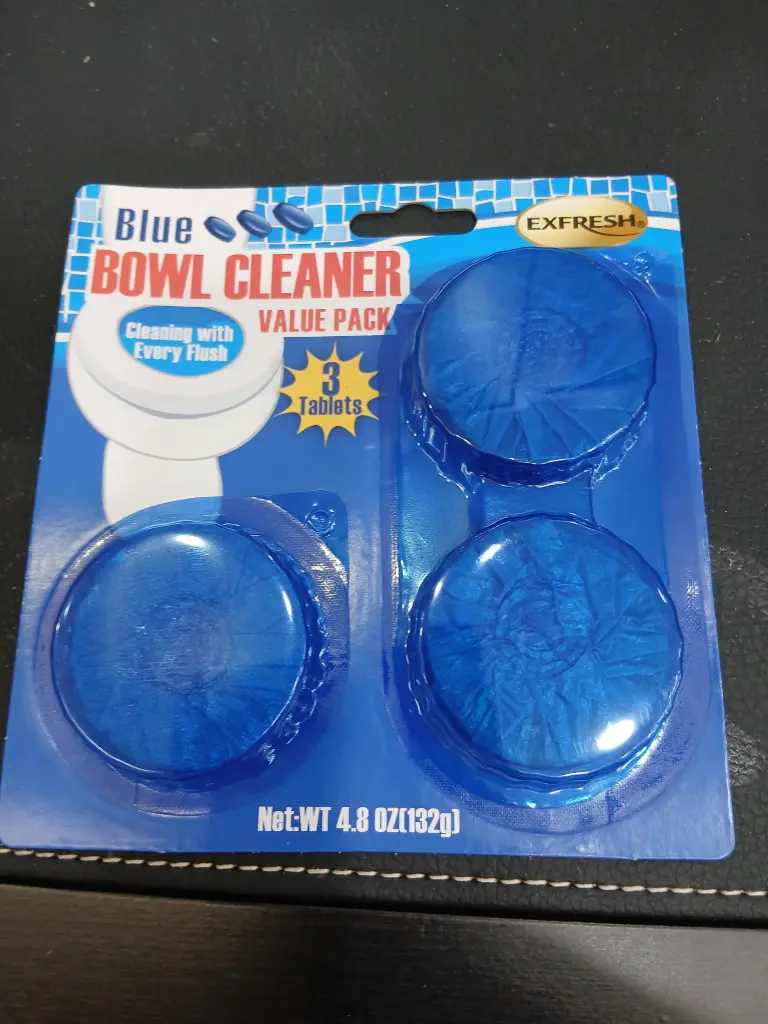 Blue
BOWL CLEANER
VALUE PACK
Cleaning with
Every Flush
3
Tablets
EXFRESH®
Net:WT 4.8 OZ(132g)